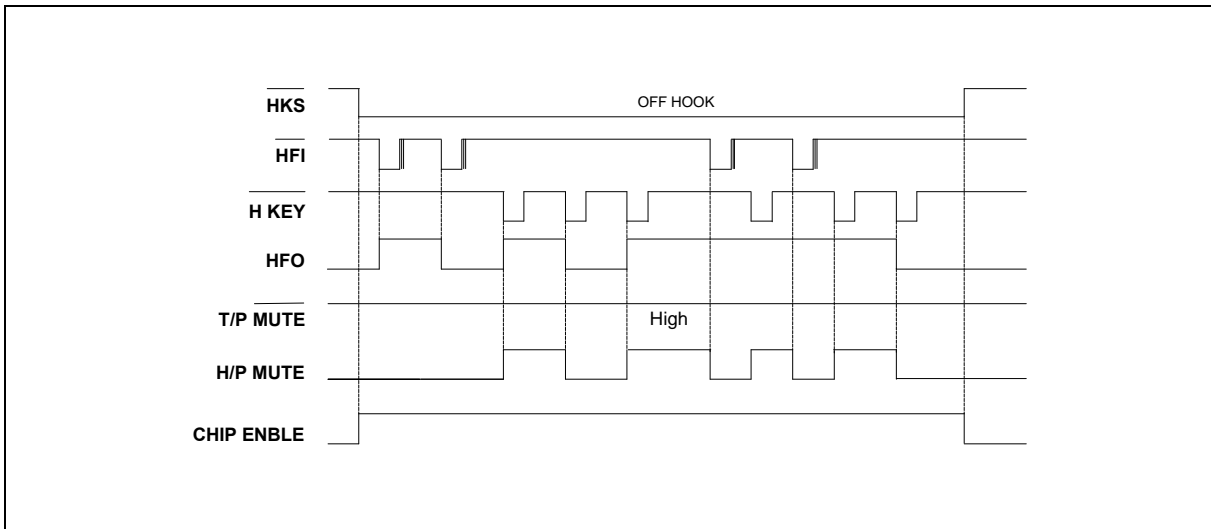 HKS
OFF HOOK
HFI
H KEY
HFO
T/P MUTE
High
H/P MUTE
CHIP ENBLE